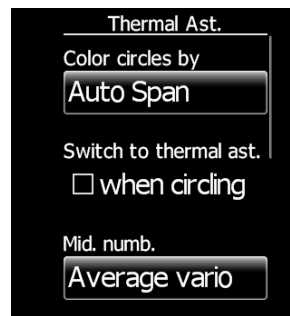 Thermal Ast.
Color circles by
Auto Span
Switch to thermal ast.
☐ when circling
Mid. numb.
Average vario